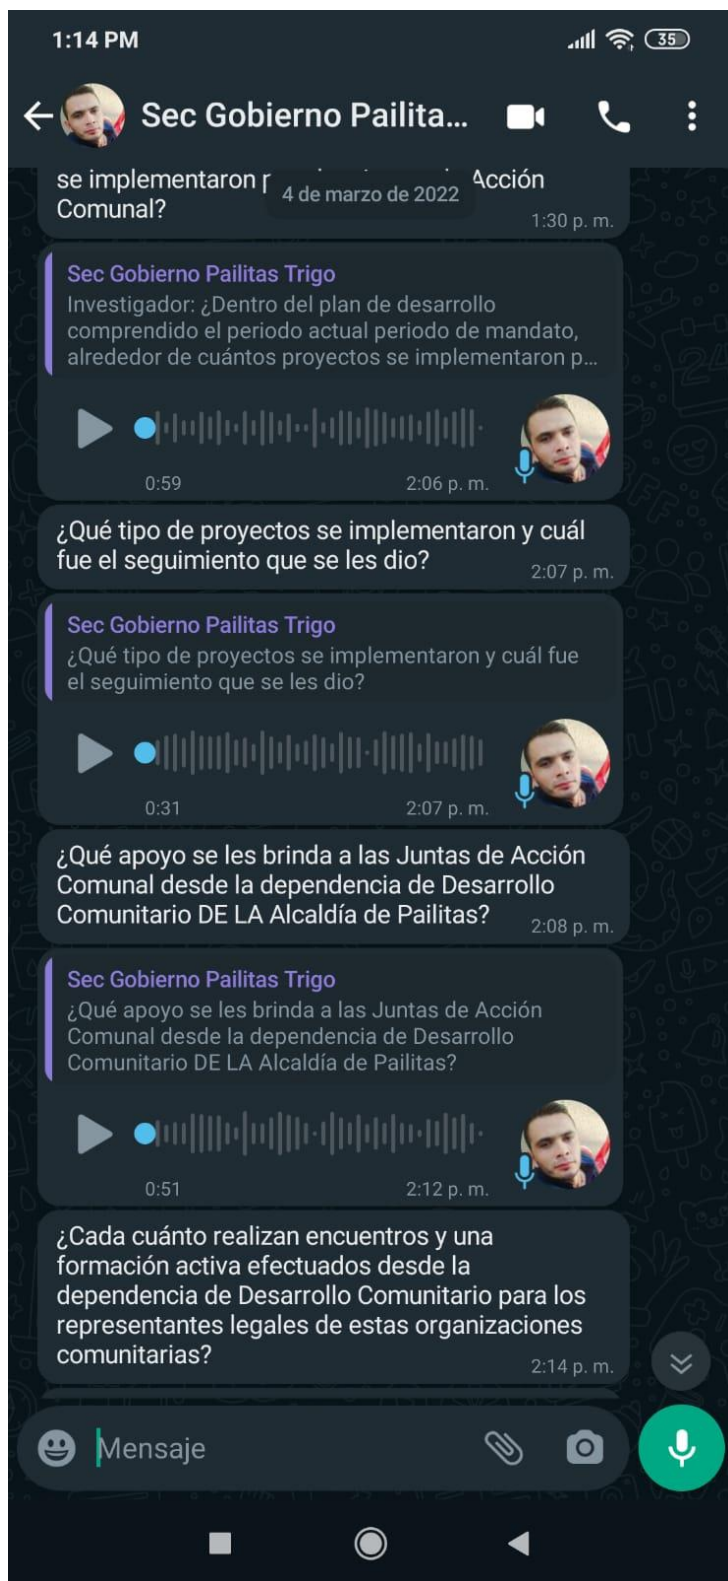 1:14 PM
35
Sec Gobierno Pailita...
se implementaron
Acción
4 de marzo de 2022
Comunal?
1:30 p. m.
Sec Gobierno Pailitas Trigo
Investigador: ¿Dentro del plan de desarrollo
comprendido el periodo actual periodo de mandato,
alrededor de cuántos proyectos se implementaron p...
0:59
2:06 p. m.
¿Qué tipo de proyectos se implementaron y cuál
fue el seguimiento que se les dio?
2:07 p. m.
Sec Gobierno Pailitas Trigo
¿Qué tipo de proyectos se implementaron y cuál fue
el seguimiento que se les dio?
0:31
2:07 p. m.
¿Qué apoyo se les brinda a las Juntas de Acción
Comunal desde la dependencia de Desarrollo
Comunitario DE LA Alcaldía de Pailitas?
2:08 p. m.
Sec Gobierno Pailitas Trigo
¿Qué apoyo se les brinda a las Juntas de Acción
Comunal desde la dependencia de Desarrollo
Comunitario DE LA Alcaldía de Pailitas?
0:51
2:12 p. m.
¿Cada cuánto realizan encuentros y una
formación activa efectuados desde la
dependencia de Desarrollo Comunitario para los
representantes legales de estas organizaciones
comunitarias?
2:14 p. m.
Mensaje